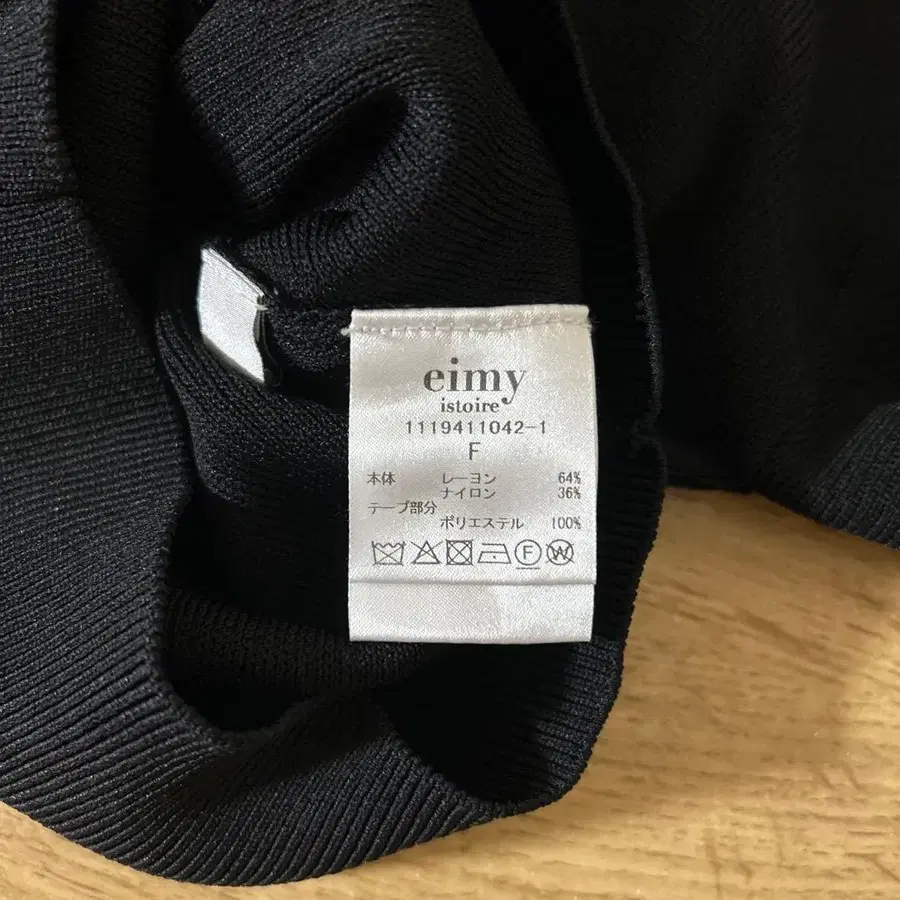 eimy
istoire
1119411042-1
F
本体 レーヨン 64%
ナイロン 36%
テープ部分
ポリエステル 100%
F W